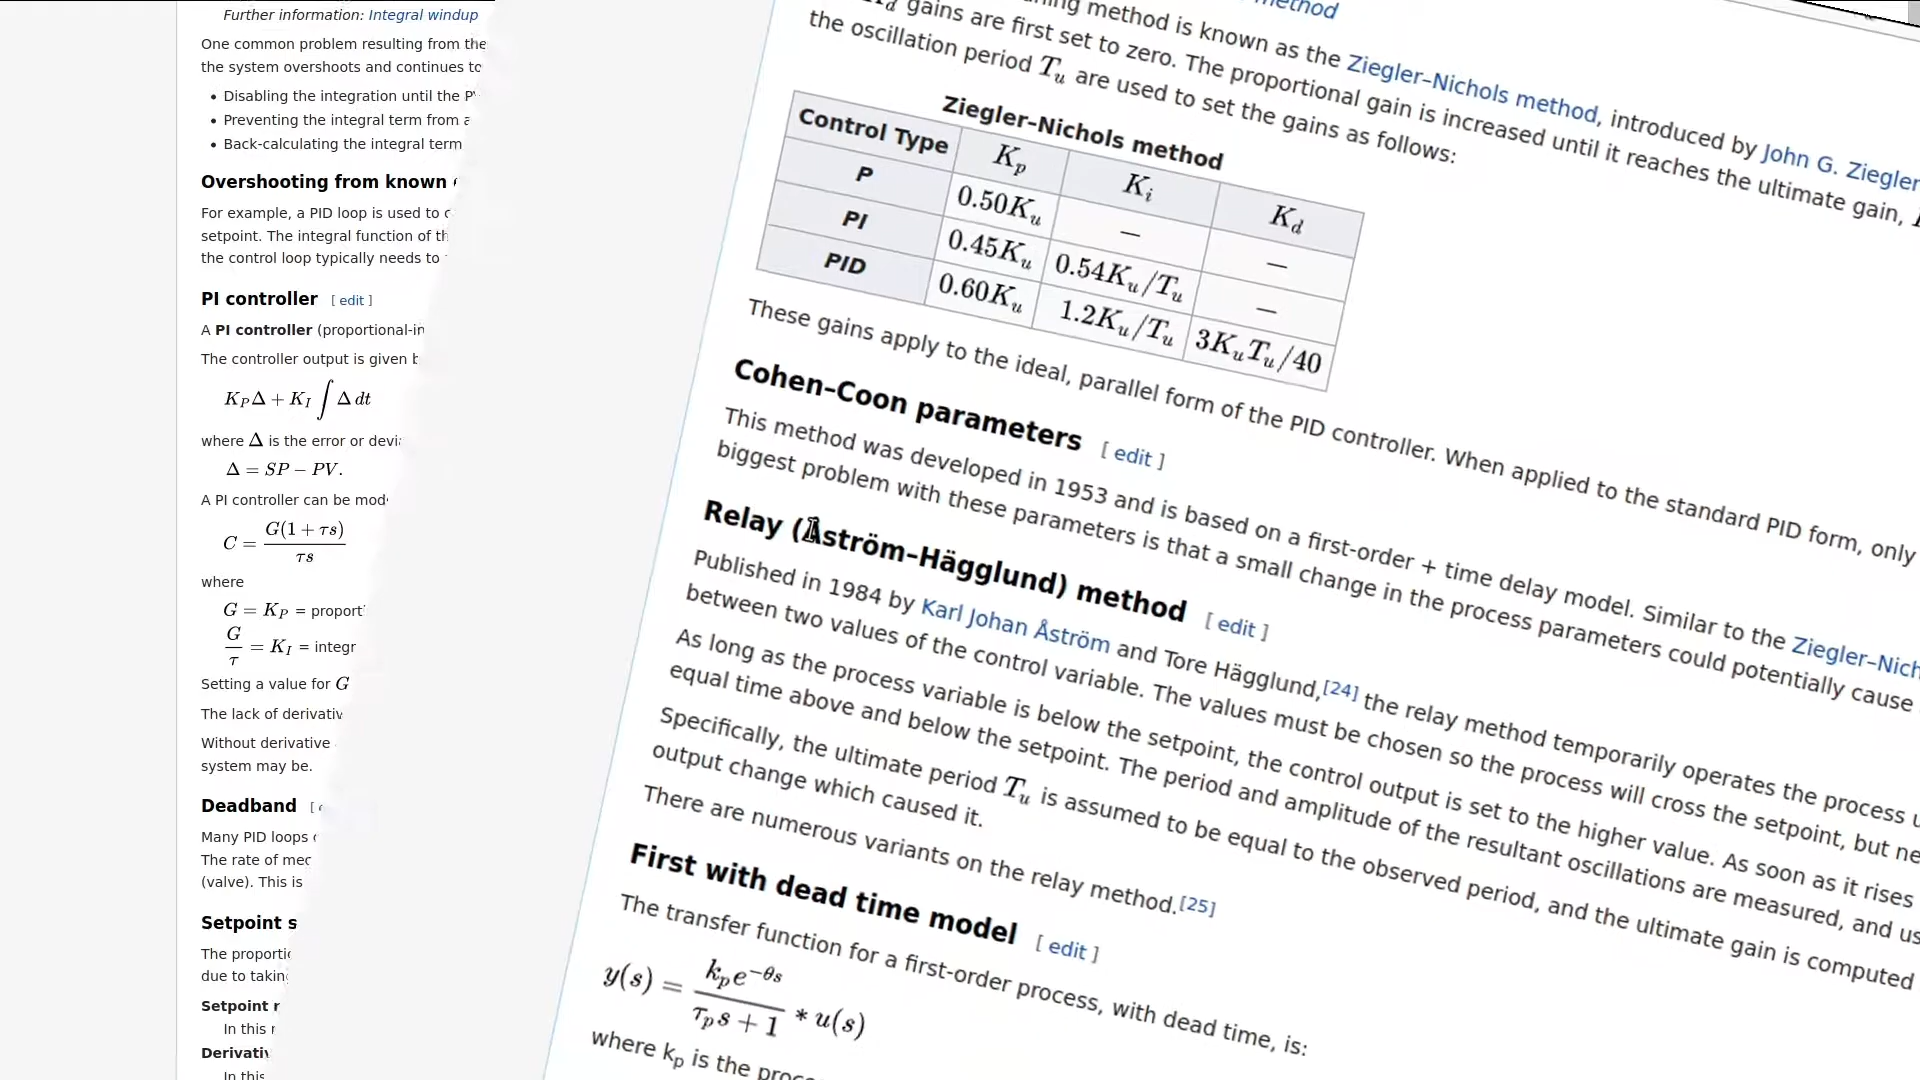 Further information: Integral windup
One common problem resulting from the
the system overshoots and continues to
• Disabling the integration until the
• Preventing the integral term from
• Back-calculating the integral term
Overshooting from known
For example, a PID loop is used to
setpoint. The integral function of
the control loop typically needs to
PI controller [ edit ]
A PI controller
The controller output is given
K_PΔ + K_I ∫ Δ dt
where Δ is the error or
Δ = SP − PV.
A PI controller can be
C = G(1 + τs) / τs
where
G = K_P =
G/τ = K_I =
Setting a value for G
The lack of
Without derivative
system may be.
Deadband
Many PID loops
The rate of
(valve). This is
Setpoint
The
due to
Setpoint
In this
In this
method
gains are first set to zero. The proportional gain is increased until it reaches the ultimate gain,
method is known as the Ziegler–Nichols method, introduced by John G. Ziegler
the oscillation period T_u are used to set the gains as follows:
Ziegler–Nichols method
Control Type K_p K_i K_d
P 0.50K_u — —
PI 0.45K_u 0.54K_u/T_u —
PID 0.60K_u 1.2K_u/T_u 3K_uT_u/40
These gains apply to the ideal, parallel form of the PID controller. When applied to the standard PID form, only
Cohen–Coon parameters [ edit ]
This method was developed in 1953 and is based on a first-order + time delay model. Similar to the
biggest problem with these parameters is that a small change in the process parameters could potentially cause
Relay (Åström–Hägglund) method [ edit ]
Published in 1984 by Karl Johan Åström and Tore Hägglund,[24] the relay method temporarily operates the process
between two values of the control variable. The values must be chosen so the process will cross the setpoint, but
As long as the process variable is below the setpoint, the control output is set to the higher value. As soon as it rises
equal time above and below the setpoint. The period and amplitude of the resultant oscillations are measured, and
Specifically, the ultimate period T_u is assumed to be equal to the observed period, and the ultimate gain is computed
output change which caused it.
There are numerous variants on the relay method.[25]
First with dead time model [ edit ]
The transfer function for a first-order process, with dead time, is:
y(s) = k_p e^{−θs} / (τ_p s + 1) * u(s)
where k_p is the